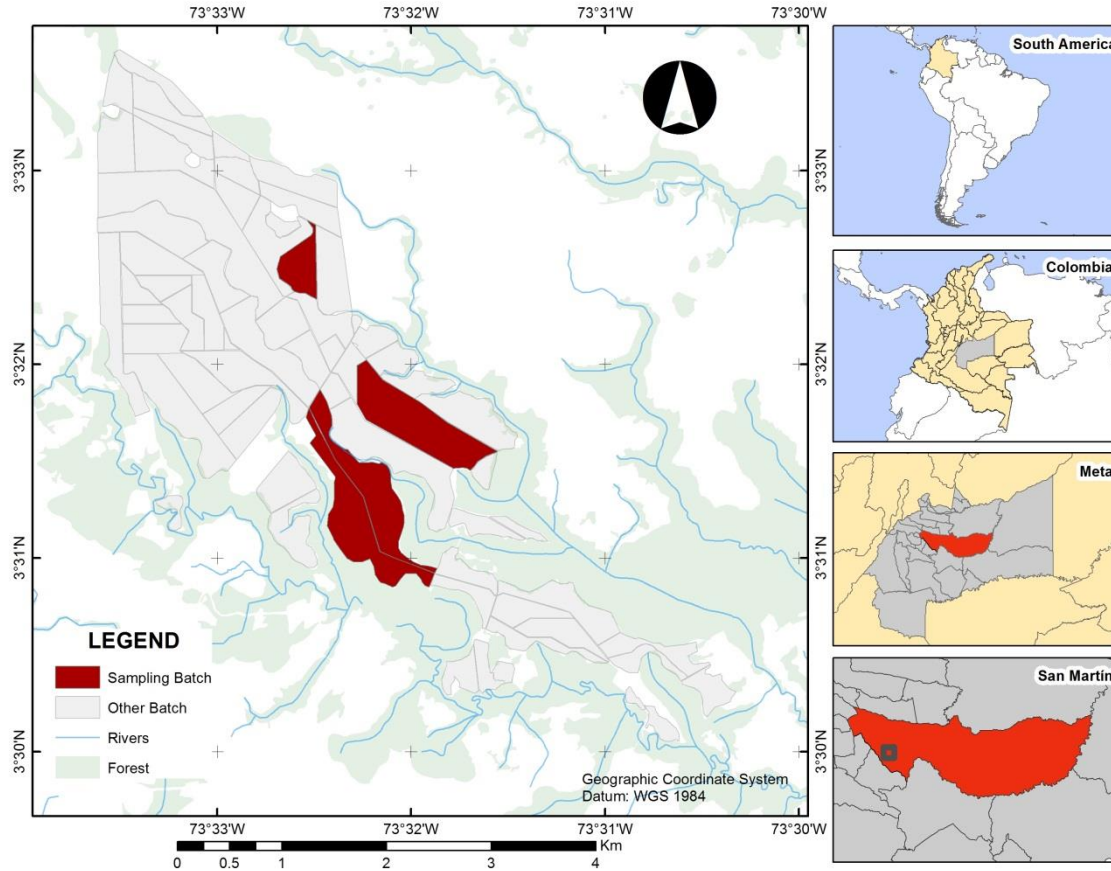 73°33'W 73°32'W 73°31'W 73°30'W
3°33'N 3°33'N
3°32'N 3°32'N
3°31'N 3°31'N
3°30'N 3°30'N
LEGEND
Sampling Batch
Other Batch
Rivers
Forest
Geographic Coordinate System
Datum: WGS 1984
73°33'W 73°32'W 73°31'W 73°30'W
Km
0 0.5 1 2 3 4
South America
Colombia
Meta
San Martín